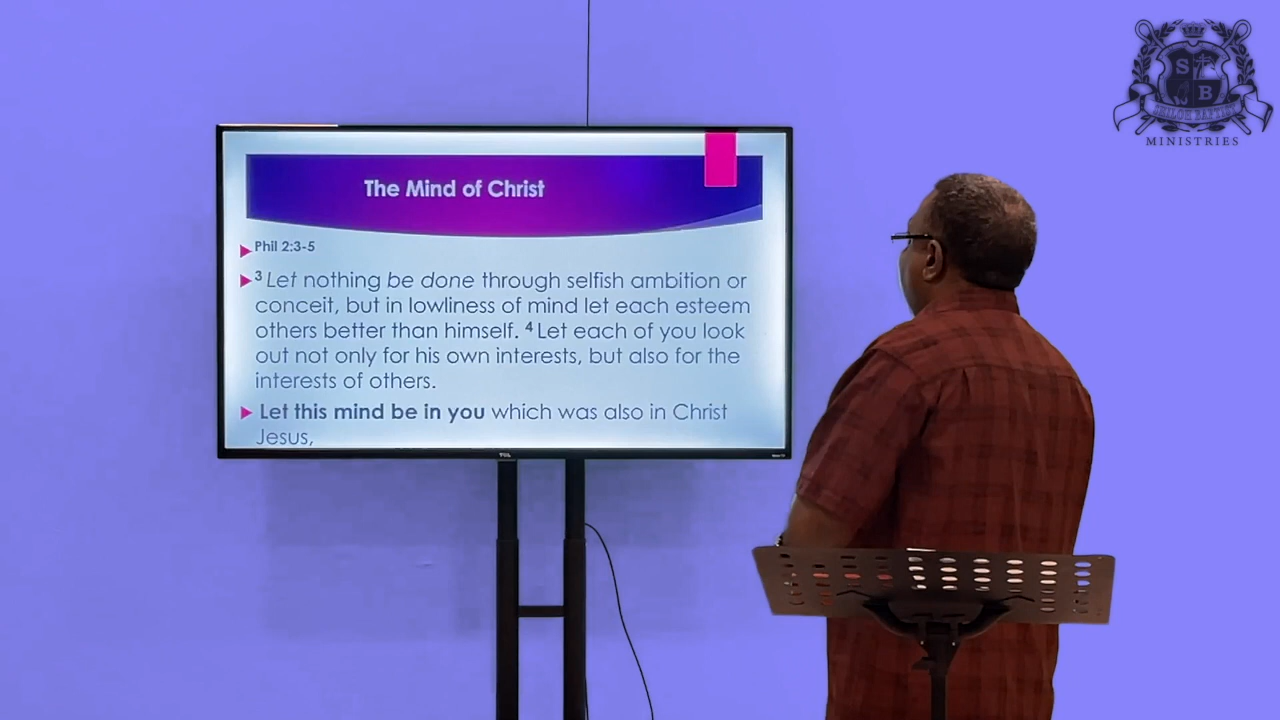 The Mind of Christ
Phil 2:3-5
3 Let nothing be done through selfish ambition or
conceit, but in lowliness of mind let each esteem
others better than himself. 4 Let each of you look
out not only for his own interests, but also for the
interests of others.
Let this mind be in you which was also in Christ
Jesus,
TCL
S
B
SHILOH BAPTIST
MINISTRIES